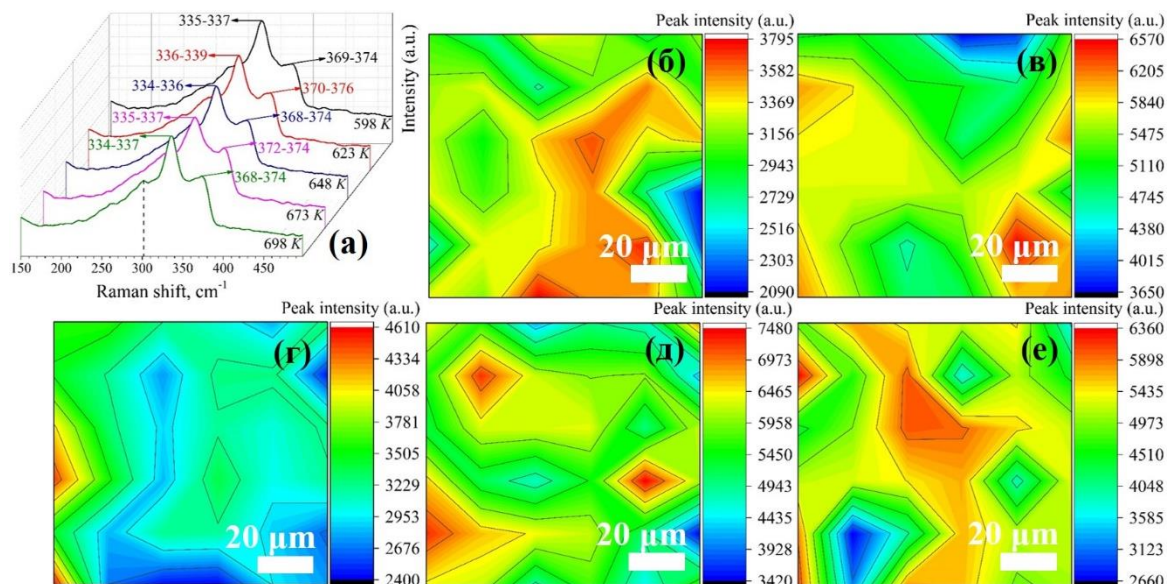 335-337
336-339
334-336
335-337
334-337
369-374
370-376
368-374
372-374
368-374
598 K
623 K
648 K
673 K
698 K
Intensity (a.u.)
(а)
150 200 250 300 350 400 450
Raman shift, cm-1
Peak intensity (a.u.)
(б)
20 µm
3795
3582
3369
3156
2943
2729
2516
2303
2090
Peak intensity (a.u.)
(в)
20 µm
6570
6205
5840
5475
5110
4745
4380
4015
3650
Peak intensity (a.u.)
(г)
20 µm
4610
4334
4058
3781
3505
3229
2953
2676
2400
Peak intensity (a.u.)
(д)
20 µm
7480
6973
6465
5958
5450
4943
4435
3928
3420
Peak intensity (a.u.)
(е)
20 µm
6360
5898
5435
4973
4510
4048
3585
3123
2660